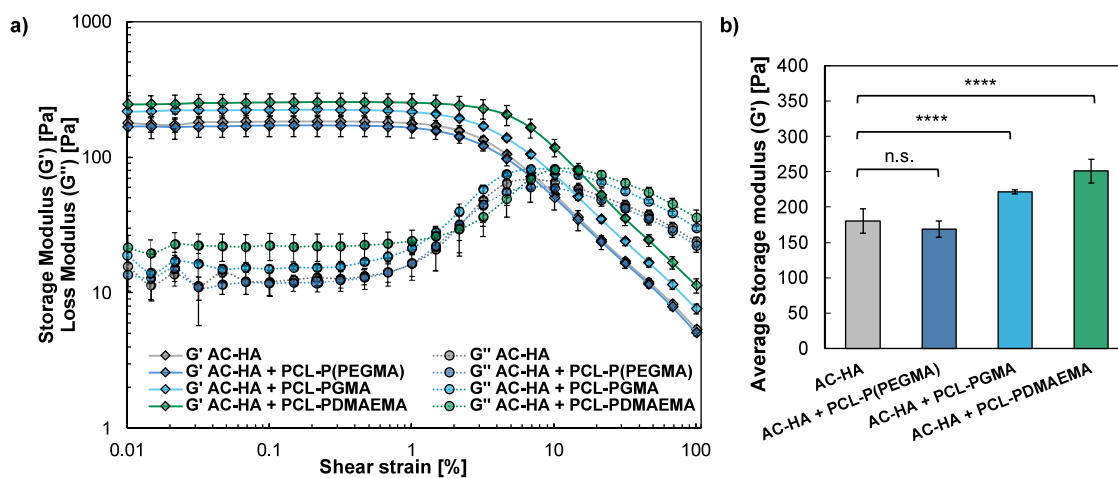 a)
Storage Modulus (G') [Pa]
Loss Modulus (G'') [Pa]
1000
100
10
1
0.01
0.1
1
10
100
Shear strain [%]
G' AC-HA
G' AC-HA + PCL-P(PEGMA)
G' AC-HA + PCL-PGMA
G' AC-HA + PCL-PDMAEMA
G'' AC-HA
G'' AC-HA + PCL-P(PEGMA)
G'' AC-HA + PCL-PGMA
G'' AC-HA + PCL-PDMAEMA
b)
Average Storage modulus (G') [Pa]
400
350
300
250
200
150
100
50
0
****
****
n.s.
AC-HA
AC-HA + PCL-P(PEGMA)
AC-HA + PCL-PGMA
AC-HA + PCL-PDMAEMA